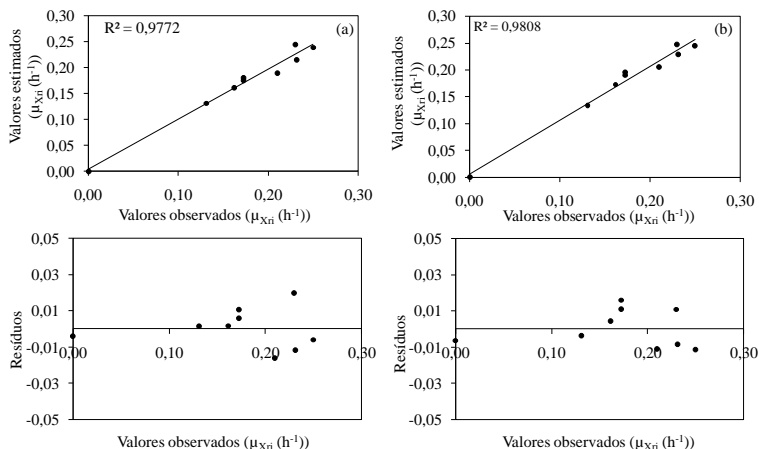 R² = 0,9772
(a)
Valores estimados
(µXri (h-1))
0,30
0,25
0,20
0,15
0,10
0,05
0,00
0,00 0,10 0,20 0,30
Valores observados (µXri (h-1))
R² = 0,9808
(b)
Valores estimados
(µXri (h-1))
0,30
0,25
0,20
0,15
0,10
0,05
0,00
0,00 0,10 0,20 0,30
Valores observados (µXri (h-1))
Resíduos
0,05
0,03
0,01
-0,01
-0,03
-0,05
0,00 0,10 0,20 0,30
Valores observados (µXri (h-1))
Resíduos
0,05
0,03
0,01
-0,01
-0,03
-0,05
0,00 0,10 0,20 0,30
Valores observados (µXri (h-1))